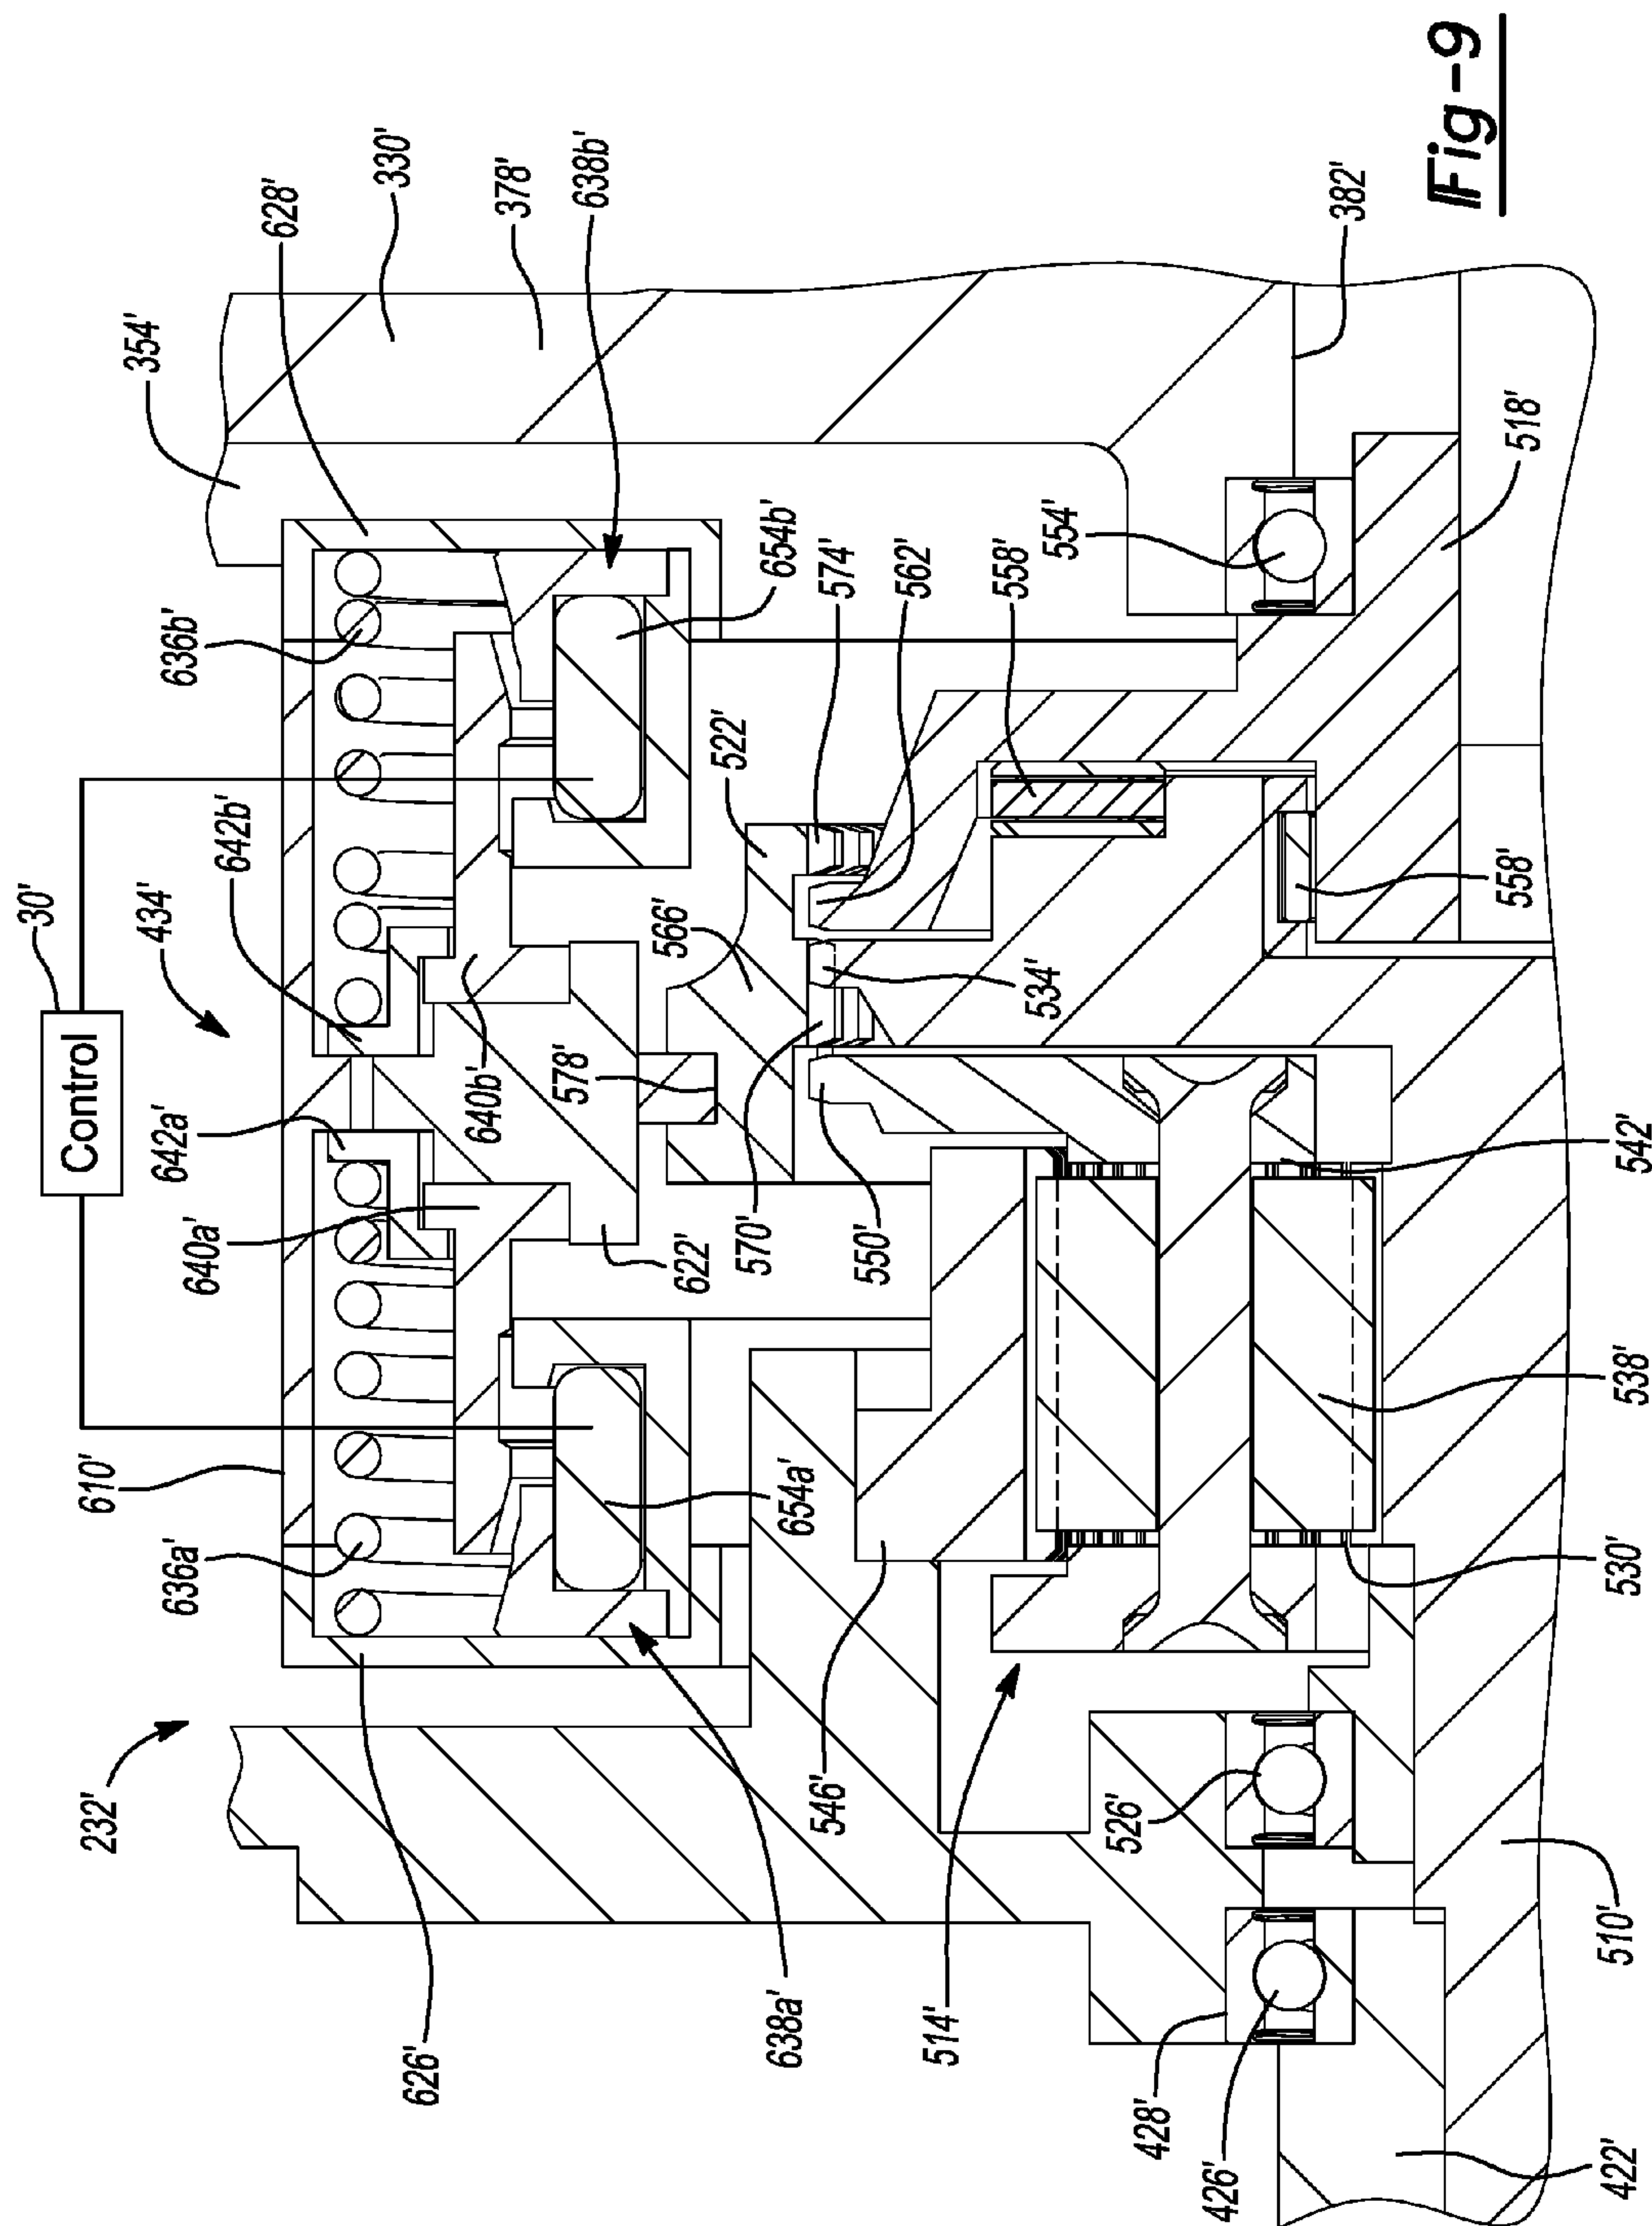 Fig-9
30'
Control
434'
232'
610'
636a'
626'
640a'
642a'
642b'
636b'
628'
354'
330'
378'
638b'
654b'
574'
562'
558'
554'
382'
518'
522'
566'
640b'
578'
622'
570'
550'
534'
558'
654a'
638a'
546'
514'
526'
428'
426'
422'
510'
530'
538'
542'